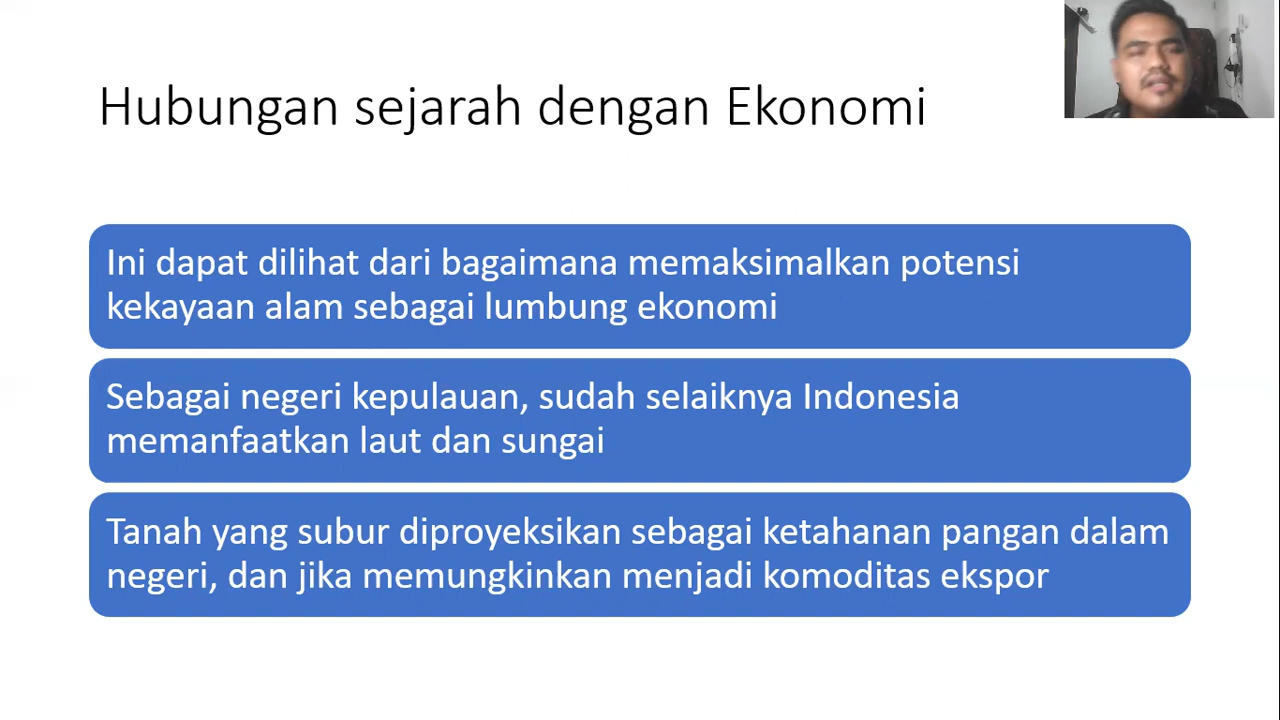 Hubungan sejarah dengan Ekonomi
Ini dapat dilihat dari bagaimana memaksimalkan potensi
kekayaan alam sebagai lumbung ekonomi
Sebagai negeri kepulauan, sudah selaiknya Indonesia
memanfaatkan laut dan sungai
Tanah yang subur diproyeksikan sebagai ketahanan pangan dalam
negeri, dan jika memungkinkan menjadi komoditas ekspor